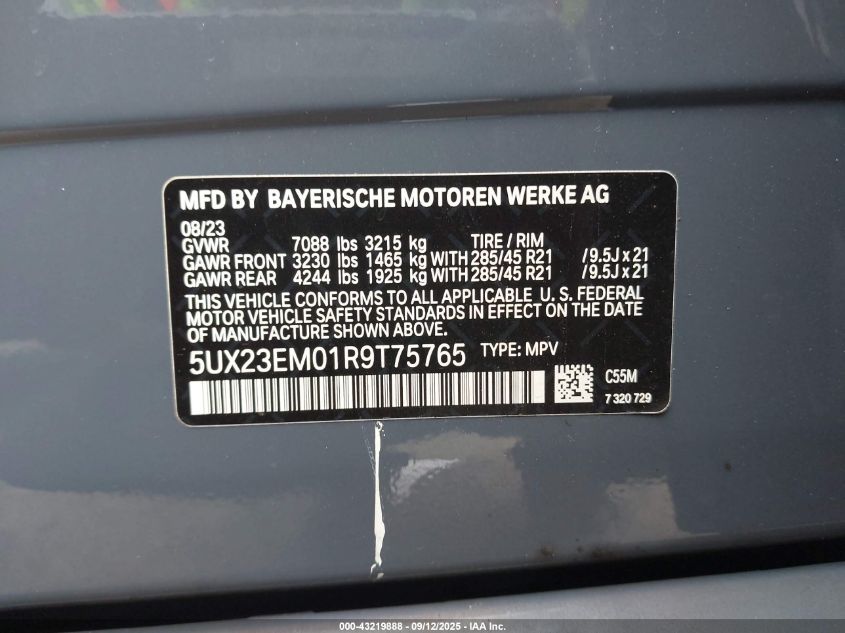 MFD BY BAYERISCHE MOTOREN WERKE AG
08/23
GVWR 7088 lbs 3215 kg TIRE / RIM
GAWR FRONT 3230 lbs 1465 kg WITH 285/45 R21 / 9.5J x 21
GAWR REAR 4244 lbs 1925 kg WITH 285/45 R21 / 9.5J x 21
THIS VEHICLE CONFORMS TO ALL APPLICABLE U. S. FEDERAL
MOTOR VEHICLE SAFETY STANDARDS IN EFFECT ON THE DATE
OF MANUFACTURE SHOWN ABOVE.
5UX23EM01R9T75765 TYPE: MPV
C55M
7 320 729
000-43219888 - 09/12/2025 - IAA Inc.